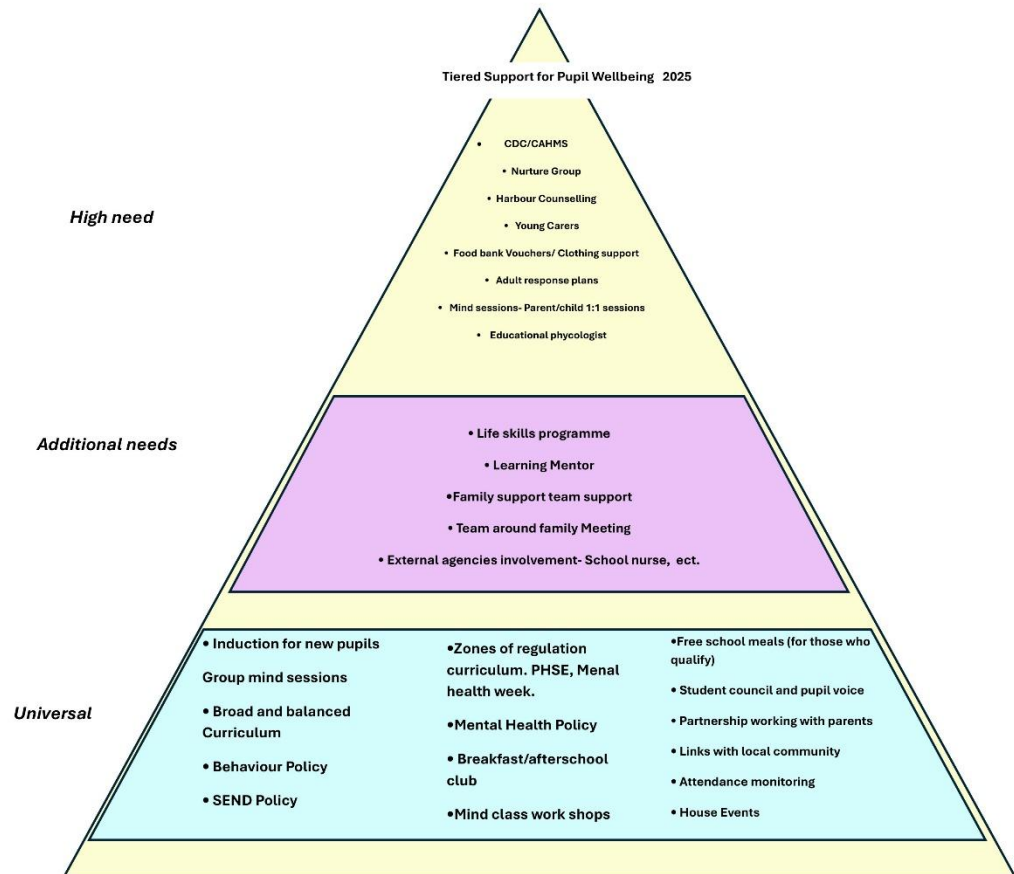 Tiered Support for Pupil Wellbeing 2025
High need
• CDC/CAHMS
• Nurture Group
• Harbour Counselling
• Young Carers
• Food bank Vouchers/ Clothing support
• Adult response plans
• Mind sessions- Parent/child 1:1 sessions
• Educational phycologist
Additional needs
• Life skills programme
• Learning Mentor
•Family support team support
• Team around family Meeting
• External agencies involvement- School nurse, ect.
Universal
• Induction for new pupils
Group mind sessions
• Broad and balanced
Curriculum
• Behaviour Policy
• SEND Policy
•Zones of regulation
curriculum. PHSE, Menal
health week.
•Mental Health Policy
• Breakfast/afterschool
club
•Mind class work shops
•Free school meals (for those who
qualify)
• Student council and pupil voice
• Partnership working with parents
• Links with local community
• Attendance monitoring
• House Events